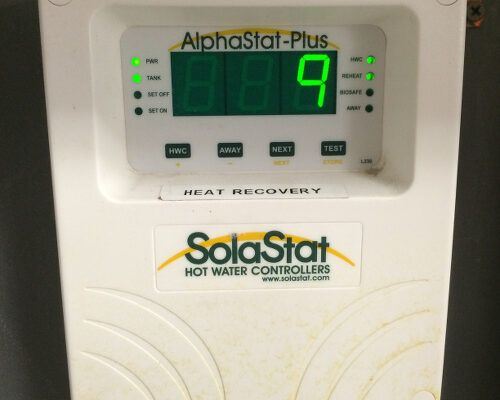 AlphaStat-Plus
PWR
TANK
SET OFF
SET ON
9
HWC
REHEAT
BIOSAFE
AWAY
HWC
AWAY
NEXT
TEST
+
-
NEXT
STORE
L336
HEAT RECOVERY
SolaStat
HOT WATER CONTROLLERS
www.solastat.com